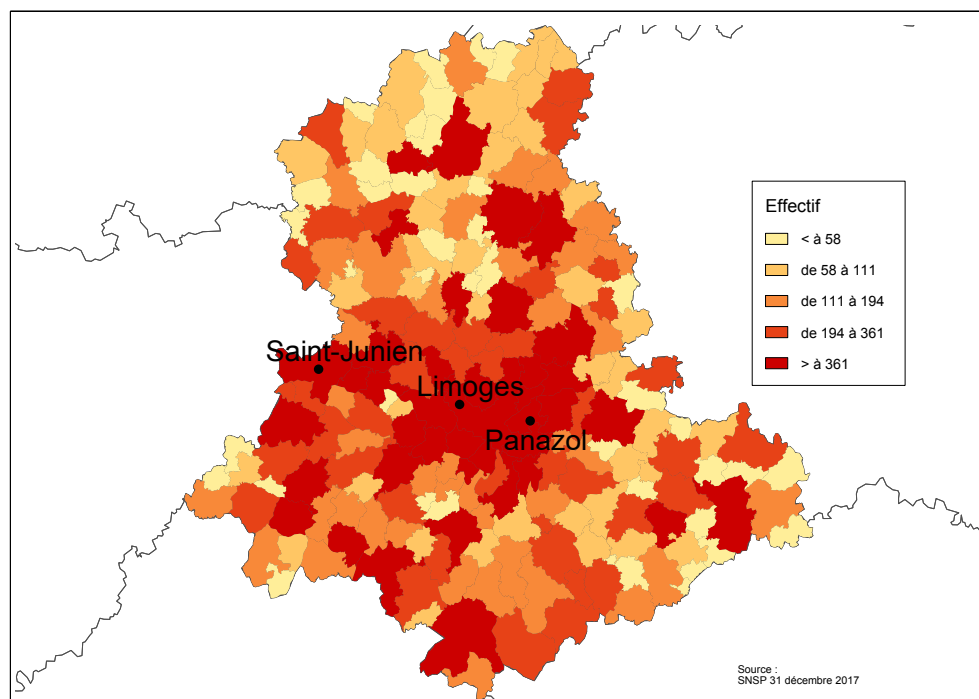 Effectif
< à 58
de 58 à 111
de 111 à 194
de 194 à 361
> à 361
Saint-Junien
Limoges
Panazol
Source :
SNSP 31 décembre 2017